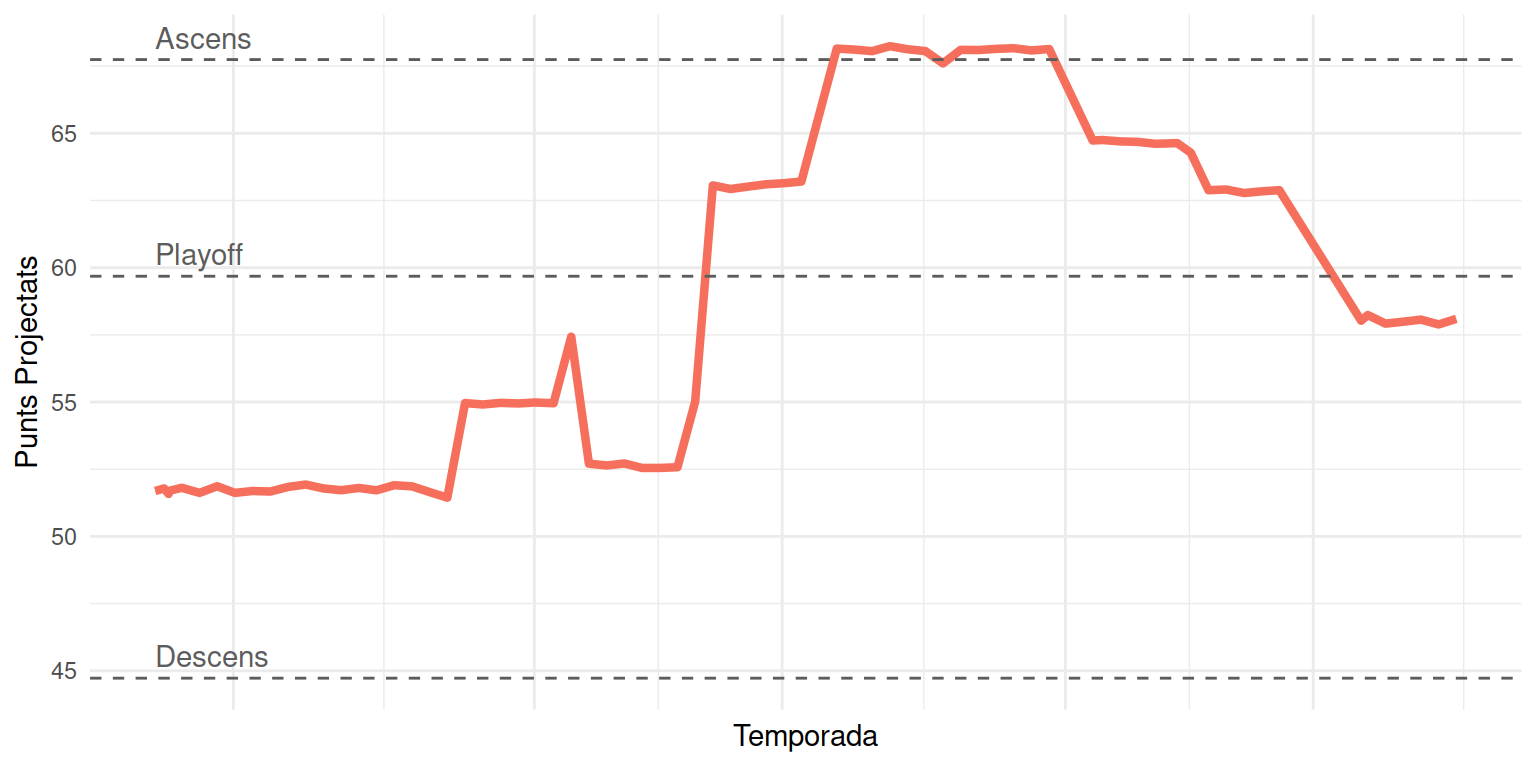 Ascens
65
Playoff
60
Punts Projectats
55
50
Descens
45
Temporada